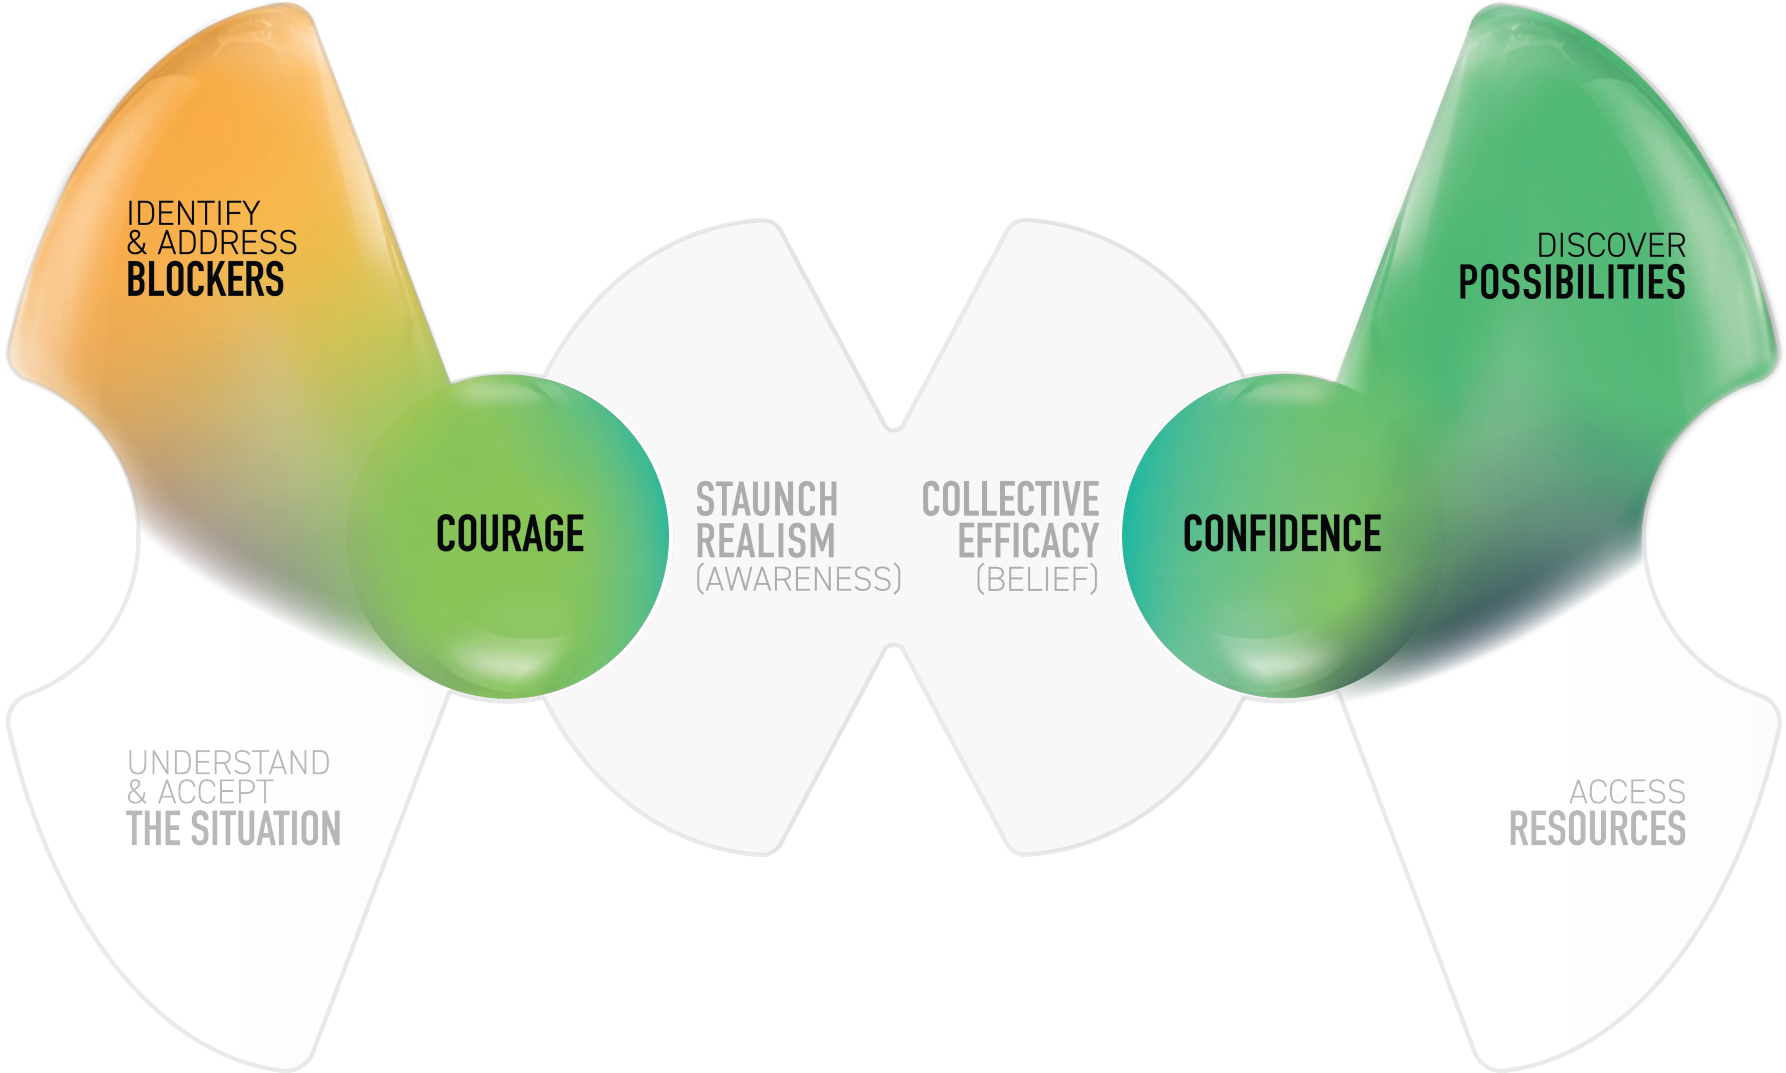 IDENTIFY
& ADDRESS
BLOCKERS
DISCOVER
POSSIBILITIES
COURAGE
STAUNCH
REALISM
(AWARENESS)
COLLECTIVE
EFFICACY
(BELIEF)
CONFIDENCE
UNDERSTAND
& ACCEPT
THE SITUATION
ACCESS
RESOURCES